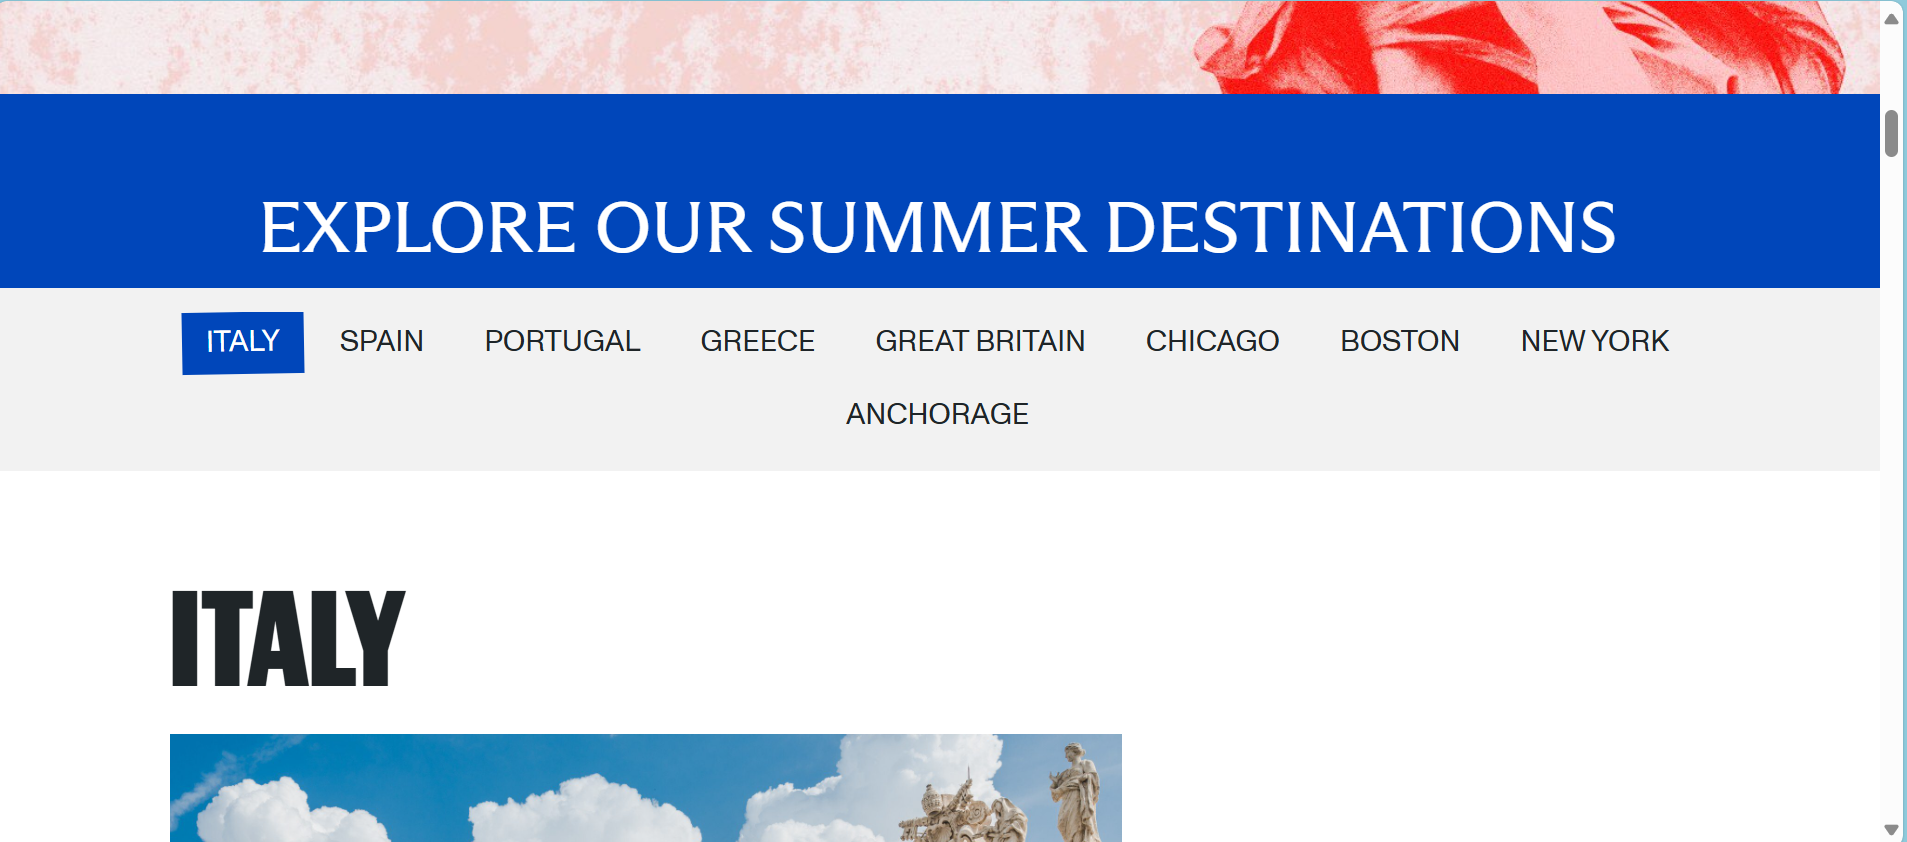 EXPLORE OUR SUMMER DESTINATIONS
ITALY SPAIN PORTUGAL GREECE GREAT BRITAIN CHICAGO BOSTON NEW YORK
ANCHORAGE
ITALY